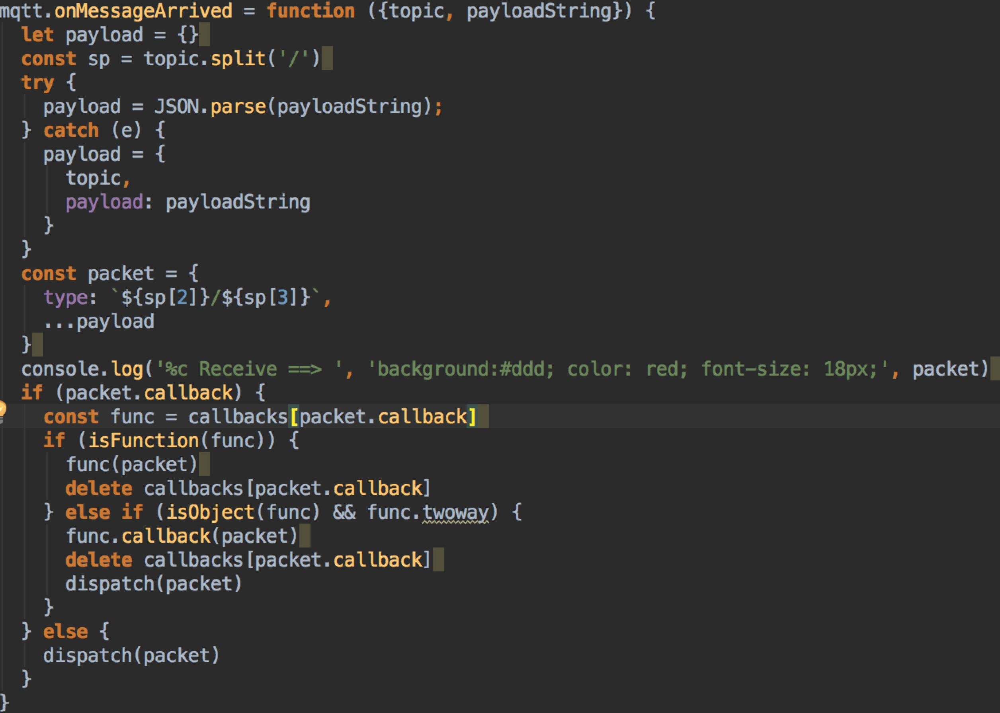 mqtt.onMessageArrived = function ({topic, payloadString}) {
  let payload = {}
  const sp = topic.split('/')
  try {
    payload = JSON.parse(payloadString);
  } catch (e) {
    payload = {
      topic,
      payload: payloadString
    }
  }
  const packet = {
    type: `${sp[2]}/${sp[3]}`,
    ...payload
  }
  console.log('%c Receive ==> ', 'background:#ddd; color: red; font-size: 18px;', packet)
  if (packet.callback) {
    const func = callbacks[packet.callback]
    if (isFunction(func)) {
      func(packet)
      delete callbacks[packet.callback]
    } else if (isObject(func) && func.twoway) {
      func.callback(packet)
      delete callbacks[packet.callback]
      dispatch(packet)
    }
  } else {
    dispatch(packet)
  }
}